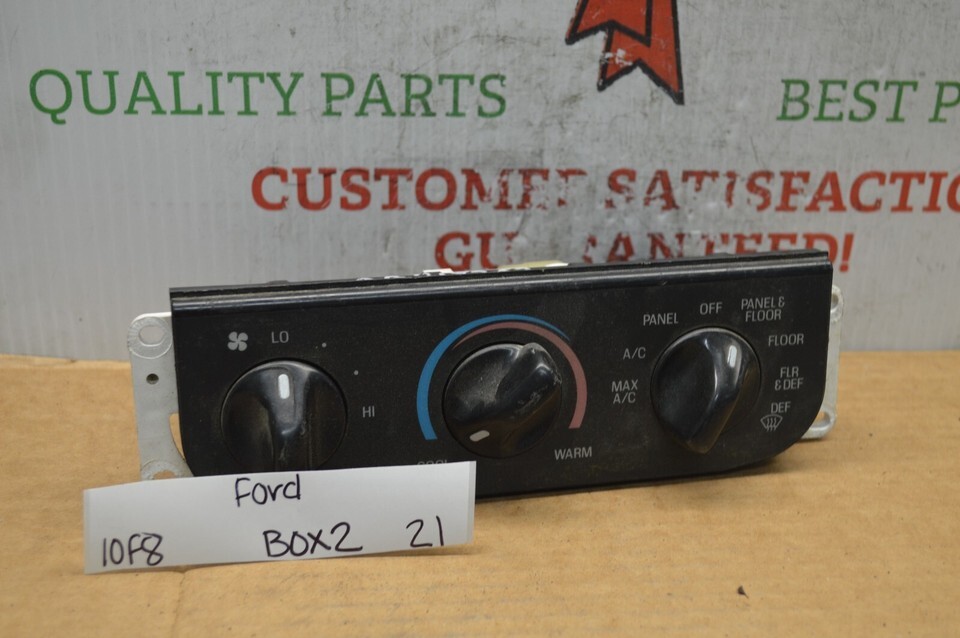 QUALITY PARTS
BEST P
CUSTOMER SATISFACTIO
GUARANTEED!
LO
HI
WARM
MAX
A/C
A/C
PANEL
OFF
PANEL &
FLOOR
FLOOR
FLR
& DEF
DEF
Ford
10F8 BOX2 21